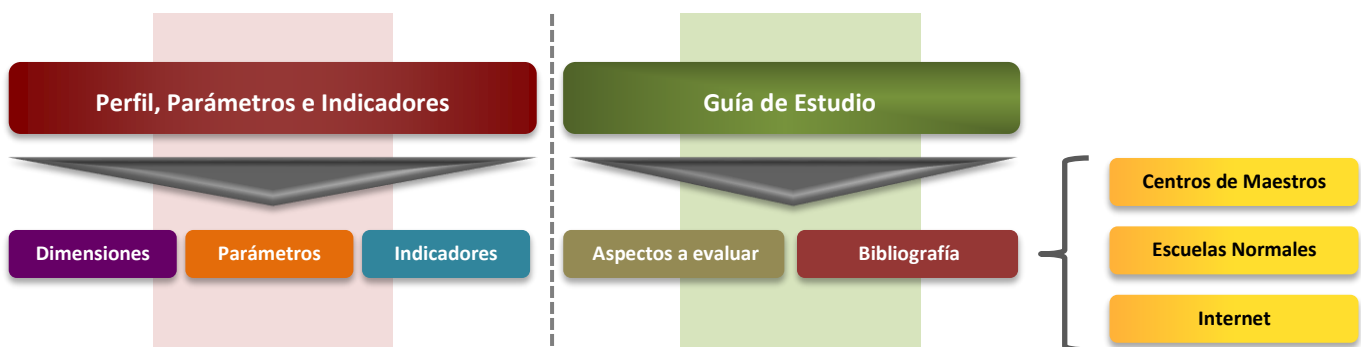 Perfil, Parámetros e Indicadores
Guía de Estudio
Dimensiones
Parámetros
Indicadores
Aspectos a evaluar
Bibliografía
Centros de Maestros
Escuelas Normales
Internet